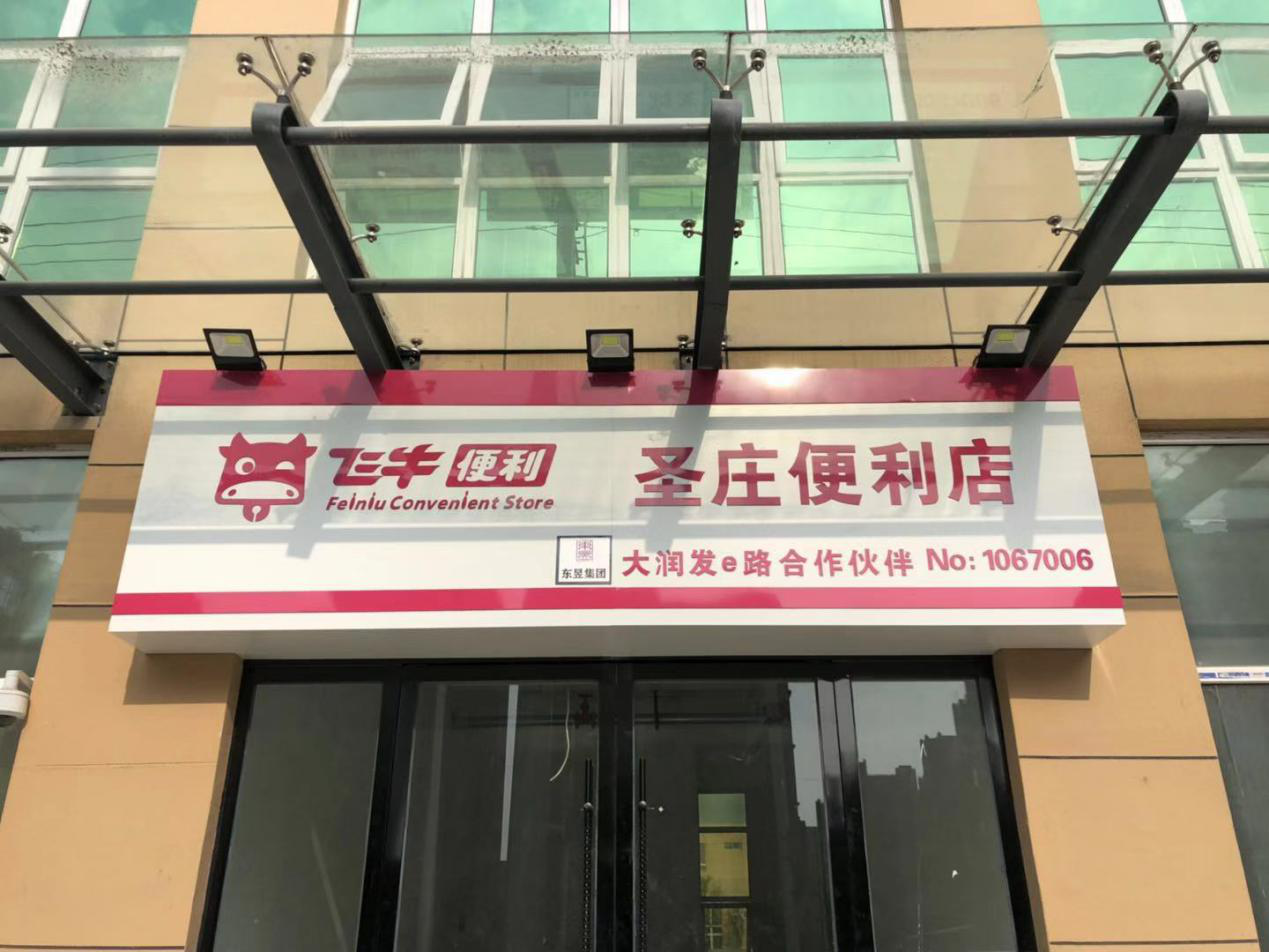 飞牛 便利
Feiniu Convenient Store
圣庄便利店
东昱集团
大润发e路合作伙伴 No: 1067006